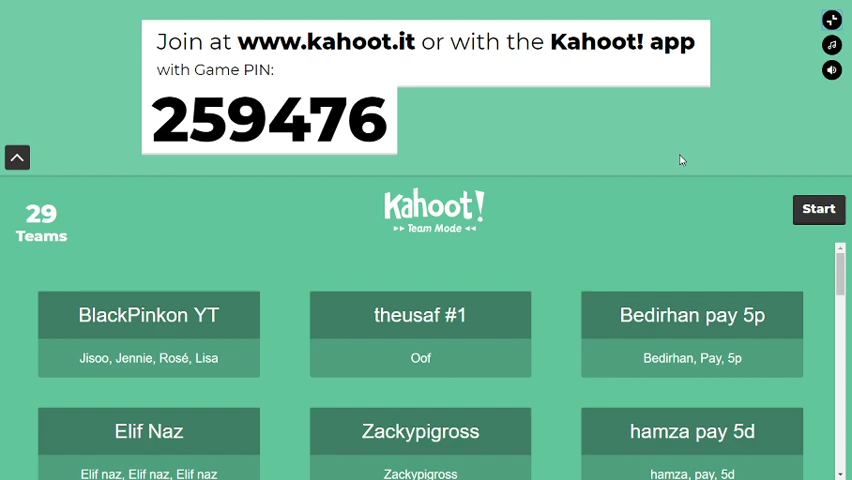 Join at www.kahoot.it or with the Kahoot! app
with Game PIN:
259476
29
Teams
Kahoot!
Team Mode
Start
BlackPinkon YT
Jisoo, Jennie, Rosé, Lisa
theusaf #1
Oof
Bedirhan pay 5p
Bedirhan, Pay, 5p
Elif Naz
Elif naz, Elif naz, Elif naz
Zackypigross
Zackypigross
hamza pay 5d
hamza, pay, 5d